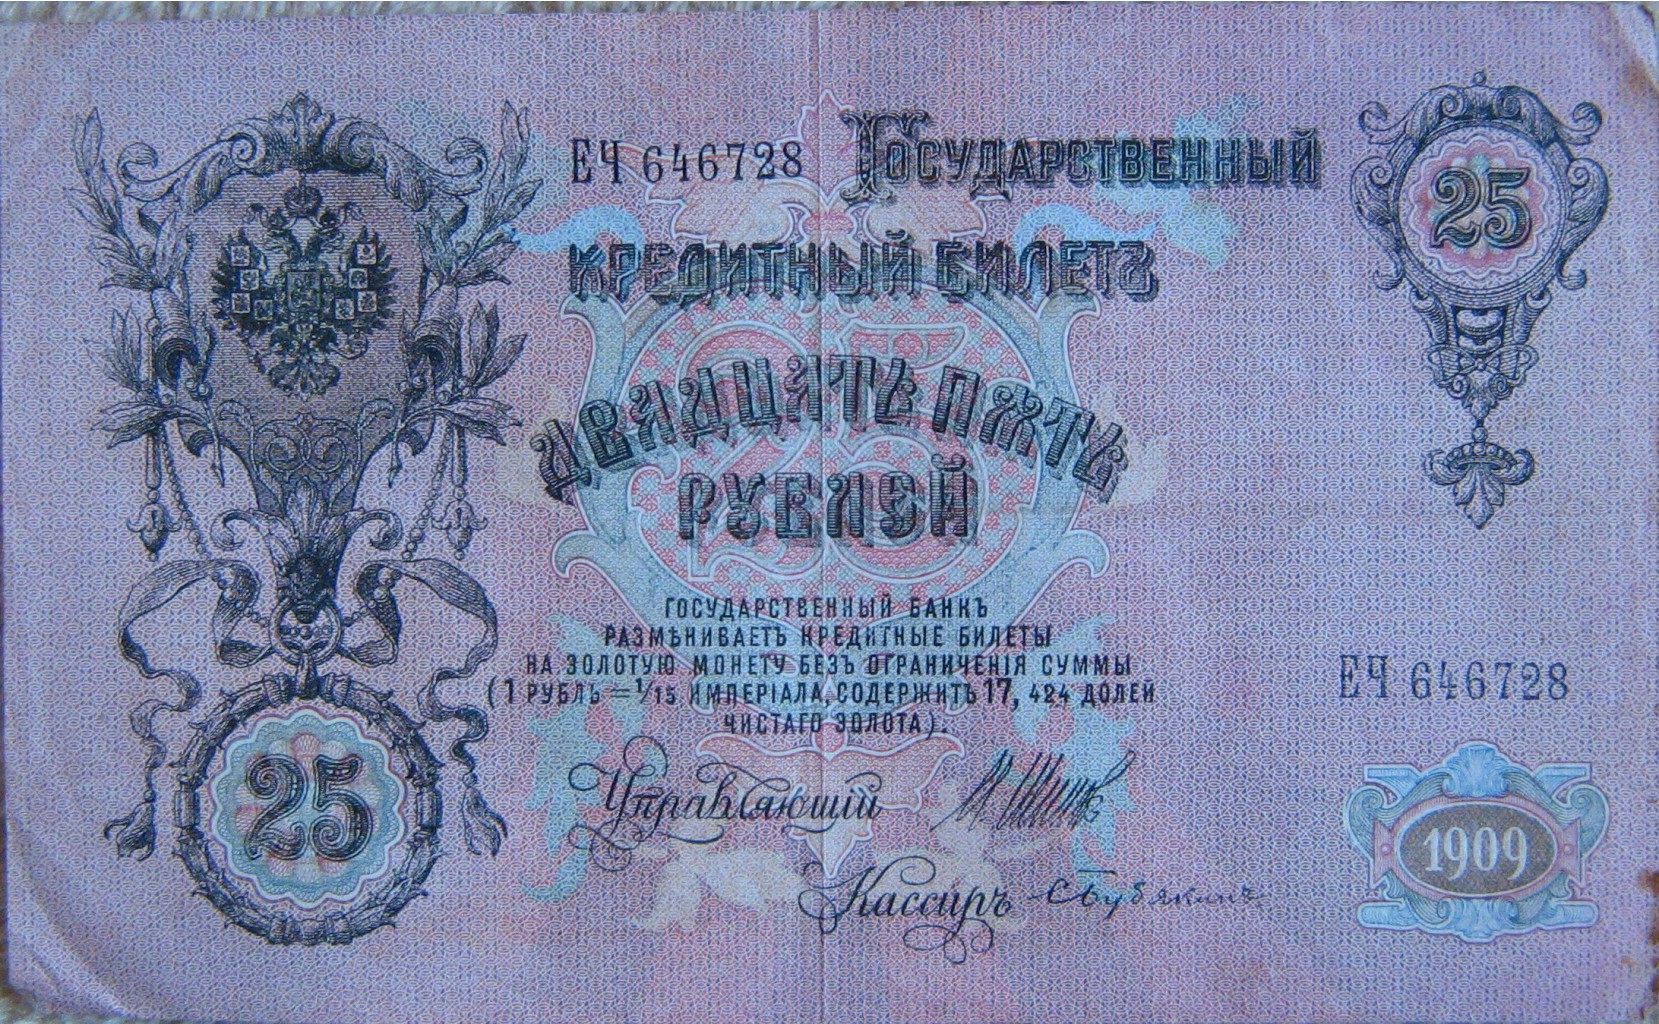 ЕЧ 646728 Государственный
25
кредитный билетъ
25
двадцать пять
рублей
Государственный Банкъ
размѣниваетъ кредитные билеты
на золотую монету безъ ограниченія суммы
(1 рубль = 1/15 имперіала, содержитъ 17, 424 долей
чистаго золота).
ЕЧ 646728
Управляющій
25
1909
Кассиръ